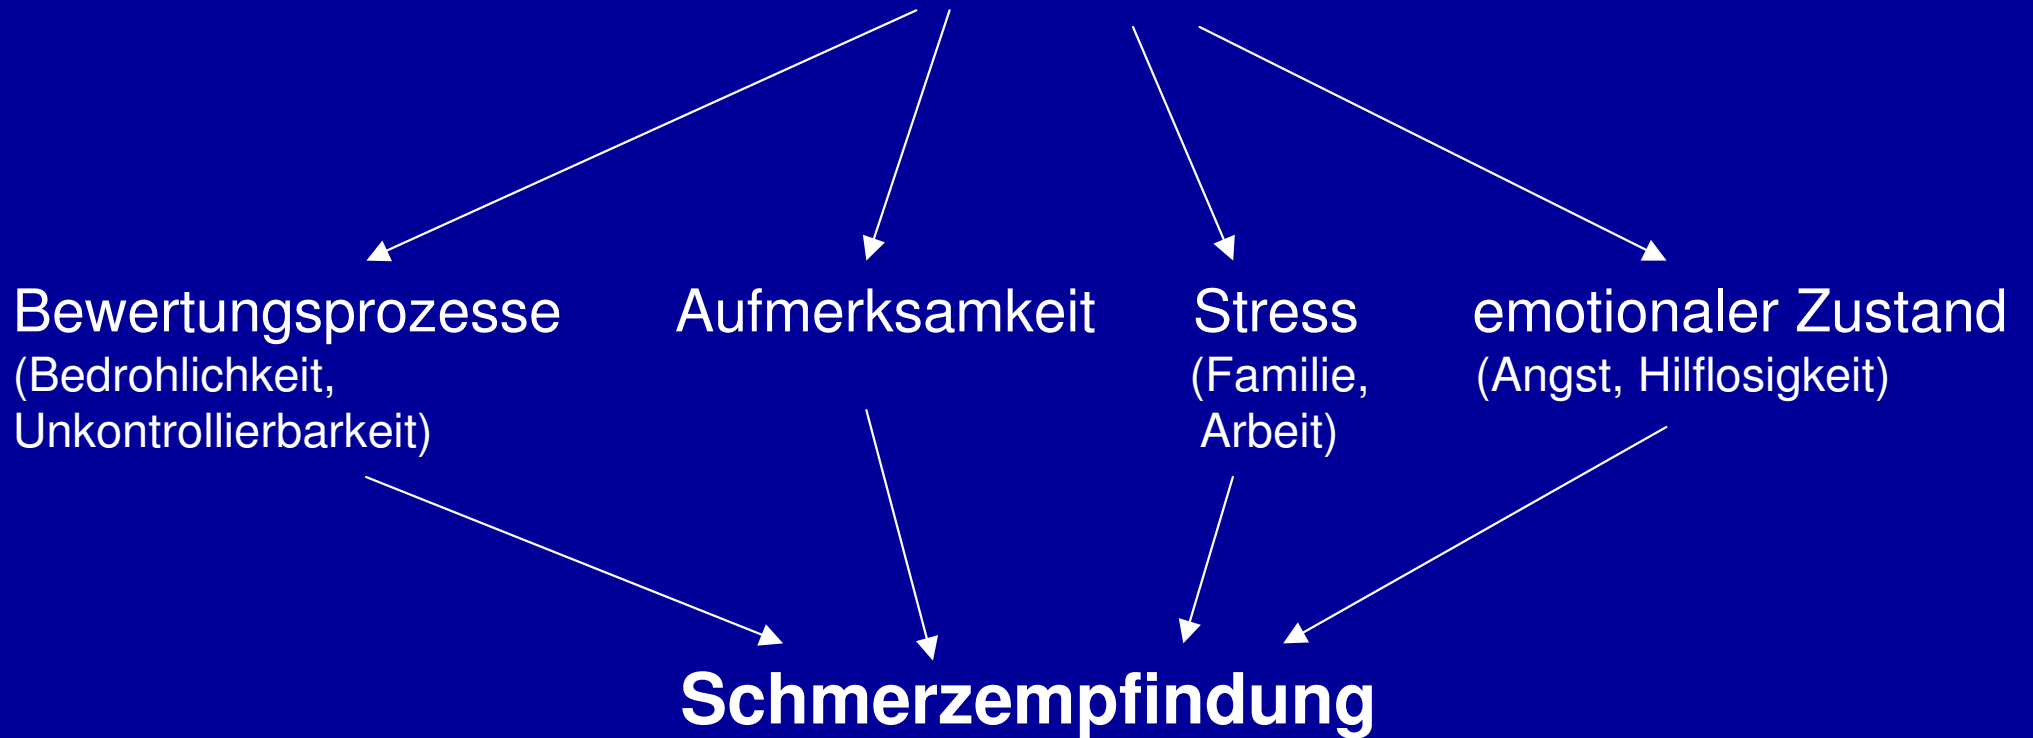 Bewertungsprozesse Aufmerksamkeit Stress emotionaler Zustand
(Bedrohlichkeit, (Familie, (Angst, Hilflosigkeit)
Unkontrollierbarkeit) Arbeit)
Schmerzempfindung